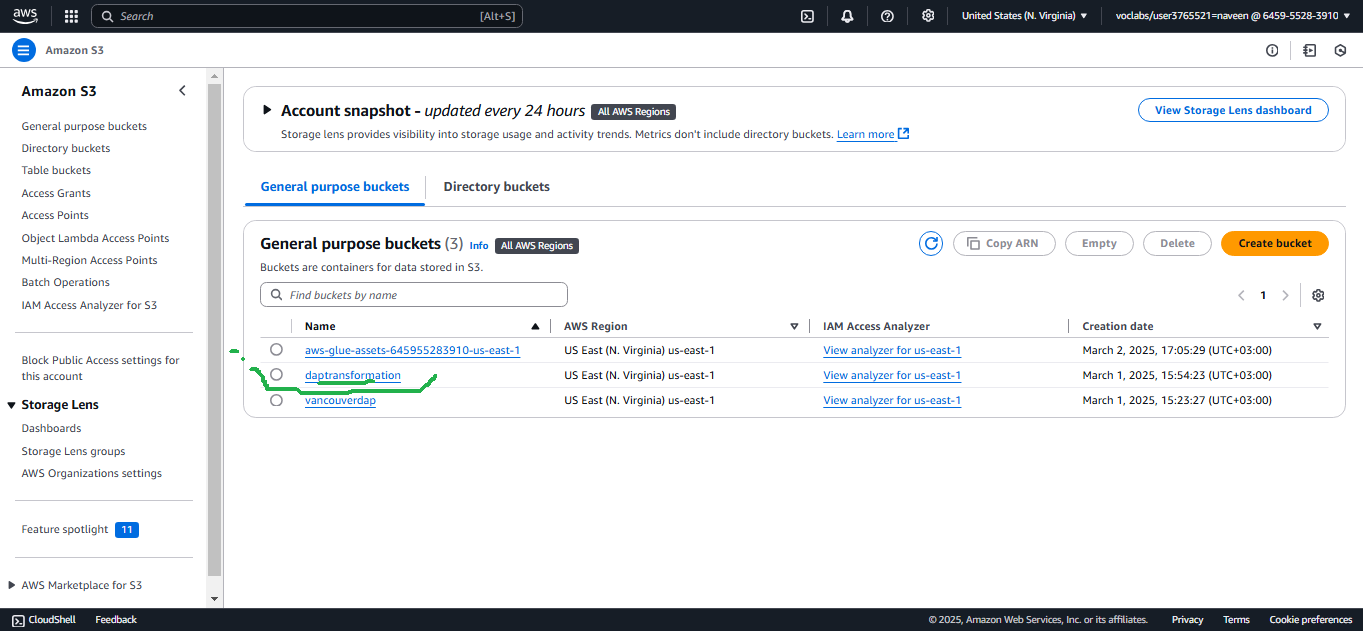 aws
Search [Alt+S]
United States (N. Virginia) ▼
voclabs/user3765521=naveen @ 6459-5528-3910 ▼
Amazon S3
Amazon S3
General purpose buckets
Directory buckets
Table buckets
Access Grants
Access Points
Object Lambda Access Points
Multi-Region Access Points
Batch Operations
IAM Access Analyzer for S3
Block Public Access settings for
this account
Storage Lens
Dashboards
Storage Lens groups
AWS Organizations settings
Feature spotlight 11
AWS Marketplace for S3
Account snapshot - updated every 24 hours All AWS Regions
View Storage Lens dashboard
Storage lens provides visibility into storage usage and activity trends. Metrics don't include directory buckets. Learn more
General purpose buckets Directory buckets
General purpose buckets (3) Info All AWS Regions
Copy ARN Empty Delete Create bucket
Buckets are containers for data stored in S3.
Find buckets by name
1
Name AWS Region IAM Access Analyzer Creation date
aws-glue-assets-645955283910-us-east-1 US East (N. Virginia) us-east-1 View analyzer for us-east-1 March 2, 2025, 17:05:29 (UTC+03:00)
daptransformation US East (N. Virginia) us-east-1 View analyzer for us-east-1 March 1, 2025, 15:54:23 (UTC+03:00)
vancouverdap US East (N. Virginia) us-east-1 View analyzer for us-east-1 March 1, 2025, 15:23:27 (UTC+03:00)
CloudShell Feedback © 2025, Amazon Web Services, Inc. or its affiliates. Privacy Terms Cookie preferences